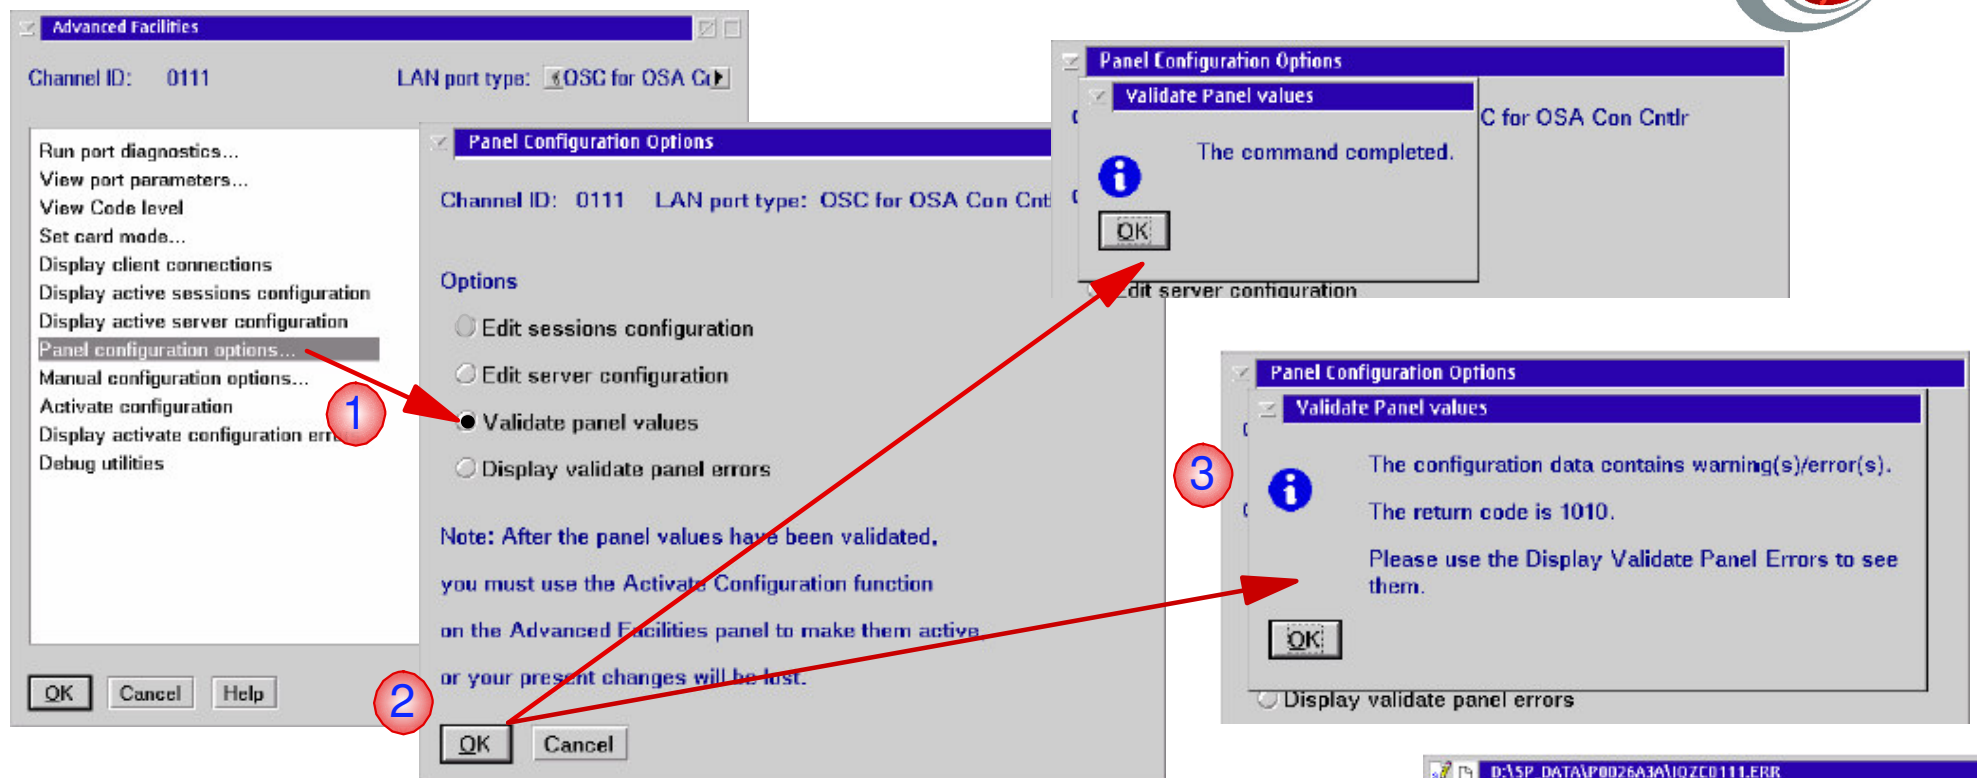 Advanced Facilities
Channel ID: 0111 LAN port type: OSC for OSA Co
Run port diagnostics...
View port parameters...
View Code level
Set card mode...
Display client connections
Display active sessions configuration
Display active server configuration
Panel configuration options...
Manual configuration options...
Activate configuration
Display activate configuration err
Debug utilities
OK Cancel Help
1
Panel Configuration Options
Channel ID: 0111 LAN port type: OSC for OSA Con Cnt
Options
Edit sessions configuration
Edit server configuration
Validate panel values
Display validate panel errors
Note: After the panel values have been validated,
you must use the Activate Configuration function
on the Advanced Facilities panel to make them active,
or your present changes will be lost.
2
OK Cancel
Panel Configuration Options
Validate Panel values
C for OSA Con Cntlr
The command completed.
OK
Edit server configuration
3
Panel Configuration Options
Validate Panel values
The configuration data contains warning(s)/error(s).
The return code is 1010.
Please use the Display Validate Panel Errors to see
them.
OK
Display validate panel errors
D:\SP_DATA\P0026A3A\IOZC0111.ERR